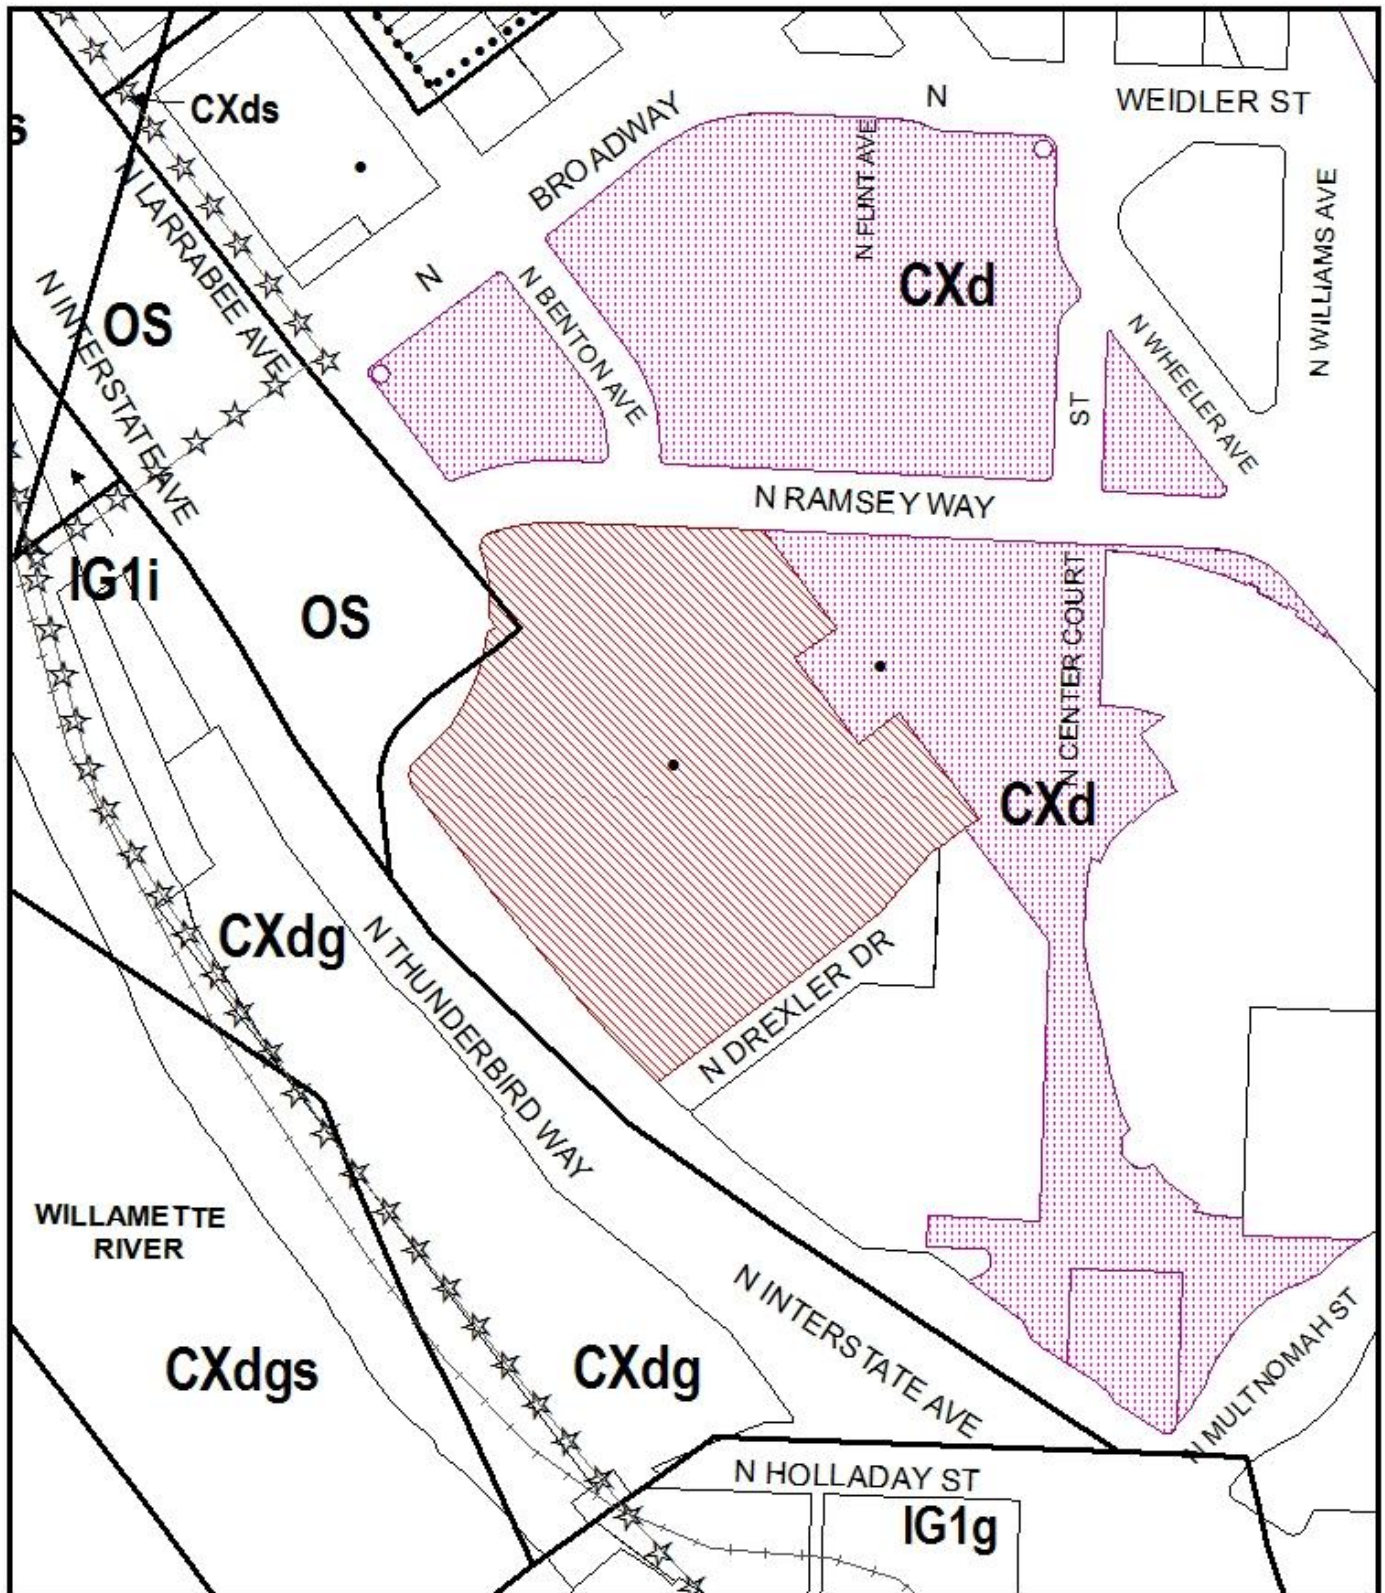 N
WEIDLER ST
CXds
BROADWAY
s
N FLINT AVE
N LARRABEE AVE
N WILLIAMS AVE
N
N BENTON AVE
CXd
OS
N INTERSTATE AVE
N WHEELER AVE
ST
N RAMSEY WAY
IG1i
OS
N CENTER COURT
CXd
CXdg
N THUNDERBIRD WAY
N DREXLER DR
WILLAMETTE
RIVER
N INTERSTATE AVE
N MULTNOMAH ST
CXdgs
CXdg
N HOLLADAY ST
IG1g